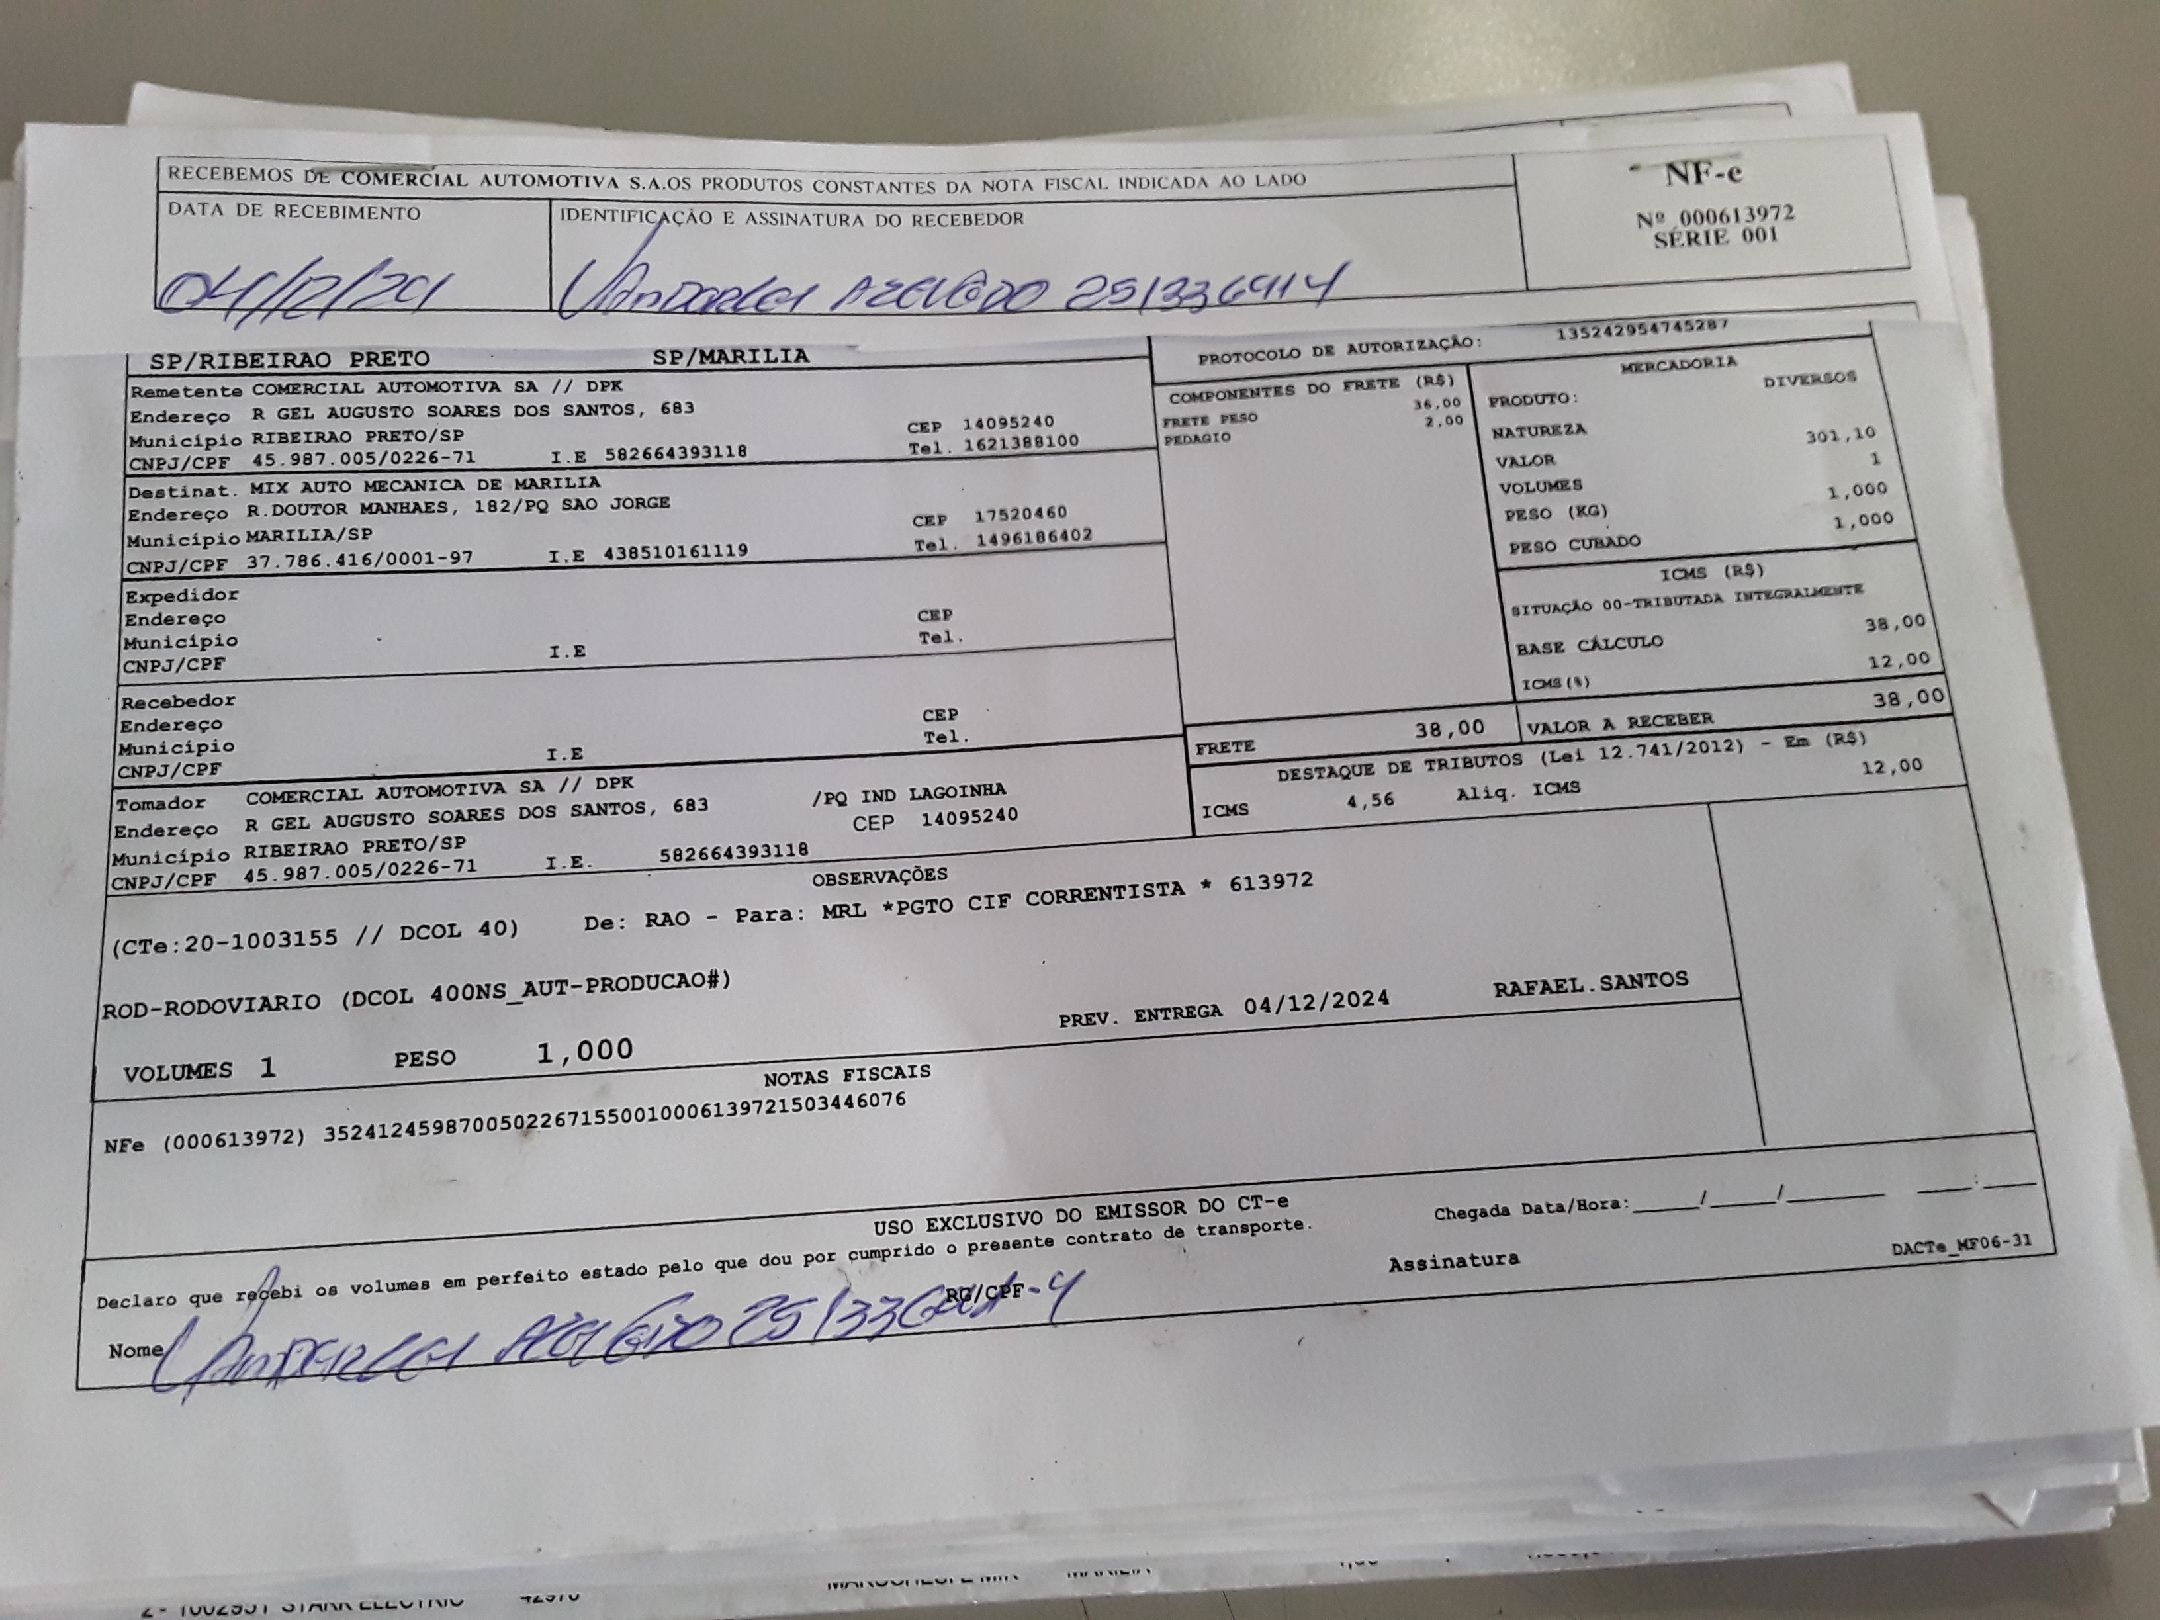 RECEBEMOS DE COMERCIAL AUTOMOTIVA S.A.OS PRODUTOS CONSTANTES DA NOTA FISCAL INDICADA AO LADO
NF-e
Nº 000613972
SÉRIE 001
DATA DE RECEBIMENTO
IDENTIFICAÇÃO E ASSINATURA DO RECEBEDOR
04/12/24
SP/RIBEIRAO PRETO SP/MARILIA
PROTOCOLO DE AUTORIZAÇÃO: 135242954745287
Remetente COMERCIAL AUTOMOTIVA SA // DPK
Endereço R GEL AUGUSTO SOARES DOS SANTOS, 683 CEP 14095240
Município RIBEIRAO PRETO/SP Tel. 1621388100
CNPJ/CPF 45.987.005/0226-71 I.E 582664393118
Destinat. MIX AUTO MECANICA DE MARILIA
Endereço R.DOUTOR MANHAES, 182/PQ SAO JORGE CEP 17520460
Município MARILIA/SP Tel. 1496186402
CNPJ/CPF 37.786.416/0001-97 I.E 438510161119
Expedidor
Endereço CEP
Município Tel.
CNPJ/CPF I.E
Recebedor
Endereço CEP
Município Tel.
CNPJ/CPF I.E
Tomador COMERCIAL AUTOMOTIVA SA // DPK
Endereço R GEL AUGUSTO SOARES DOS SANTOS, 683 /PQ IND LAGOINHA
Município RIBEIRAO PRETO/SP CEP 14095240
CNPJ/CPF 45.987.005/0226-71 I.E. 582664393118
COMPONENTES DO FRETE (R$)
FRETE PESO 36,00
PEDAGIO 2,00
MERCADORIA
PRODUTO: DIVERSOS
NATUREZA
VALOR 301,10
VOLUMES 1
PESO (KG) 1,000
PESO CUBADO 1,000
ICMS (R$)
SITUAÇÃO 00-TRIBUTADA INTEGRALMENTE
BASE CÁLCULO 38,00
ICMS(%) 12,00
FRETE 38,00 VALOR A RECEBER 38,00
DESTAQUE DE TRIBUTOS (Lei 12.741/2012) - Em (R$)
ICMS 4,56 Aliq. ICMS 12,00
OBSERVAÇÕES
(CTe:20-1003155 // DCOL 40) De: RAO - Para: MRL *PGTO CIF CORRENTISTA * 613972
ROD-RODOVIARIO (DCOL 400NS_AUT-PRODUCAO#)
PREV. ENTREGA 04/12/2024 RAFAEL.SANTOS
VOLUMES 1 PESO 1,000
NOTAS FISCAIS
NFe (000613972) 35241245987005022671550010006139721503446076
USO EXCLUSIVO DO EMISSOR DO CT-e
Declaro que recebi os volumes em perfeito estado pelo que dou por cumprido o presente contrato de transporte.
Chegada Data/Hora:_____/_____/_______ ____:____
Nome RG/CPF Assinatura
DACTe_MF06-31